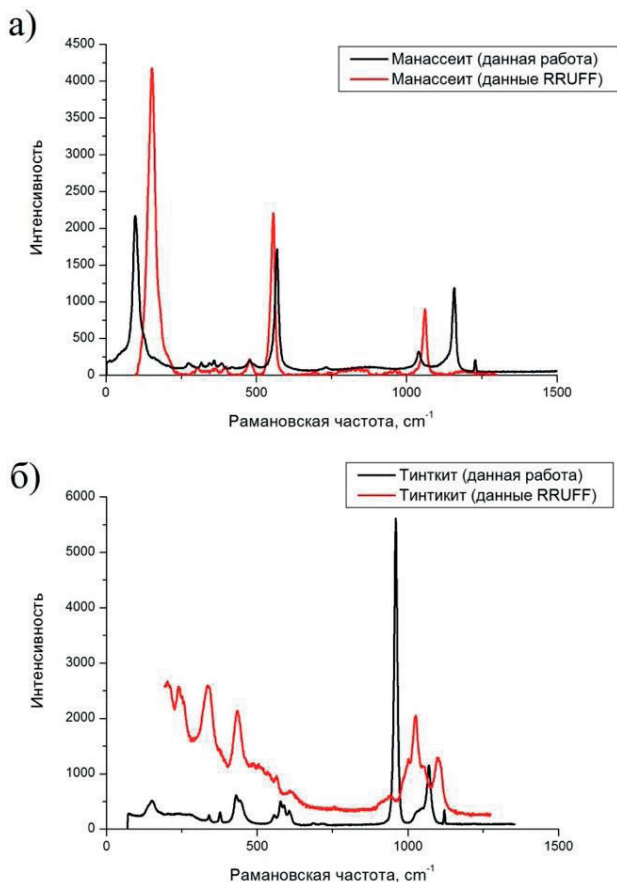 а)
Манассеит (данная работа)
Манассеит (данные RRUFF)
4500
4000
3500
3000
2500
2000
1500
1000
500
0
Интенсивность
0 500 1000 1500
Рамановская частота, cm⁻¹
б)
Тинткит (данная работа)
Тинтикит (данные RRUFF)
6000
5000
4000
3000
2000
1000
0
Интенсивность
0 500 1000 1500
Рамановская частота, cm⁻¹